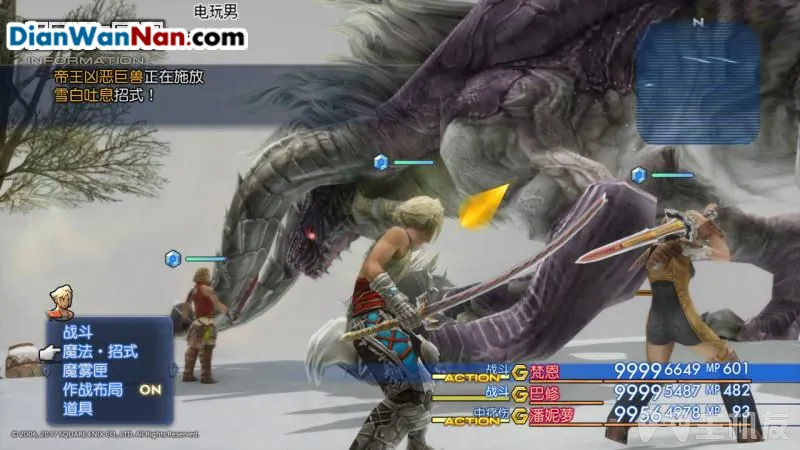 电玩男
DianWanNan.com
INFORMATION
帝王凶恶巨兽正在施放
雪白吐息招式！
N
战斗
魔法·招式
魔雾匣
作战布局 ON
道具
战斗 G 梵恩 9999 6649 MP 601
ACTION
战斗 G 巴修 9999 5487 MP 482
ACTION
中疗伤 G 潘妮萝 9956 4978 MP 93
ACTION
© 2006, 2017 SQUARE ENIX CO., LTD. All Rights Reserved.